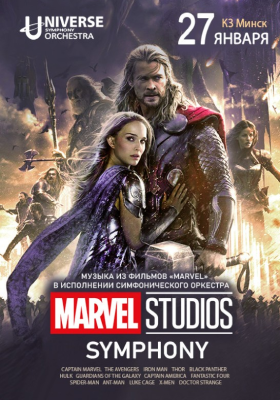 UNIVERSE
SYMPHONY
ORCHESTRA
КЗ Минск
27 ЯНВАРЯ
МУЗЫКА ИЗ ФИЛЬМОВ «MARVEL»
В ИСПОЛНЕНИИ СИМФОНИЧЕСКОГО ОРКЕСТРА
MARVEL STUDIOS
SYMPHONY
CAPTAIN MARVEL THE AVENGERS IRON MAN THOR BLACK PANTHER
HULK GUARDIANS OF THE GALAXY CAPTAIN AMERICA FANTASTIC FOUR
SPIDER-MAN ANT-MAN LUKE CAGE X-MEN DOCTOR STRANGE